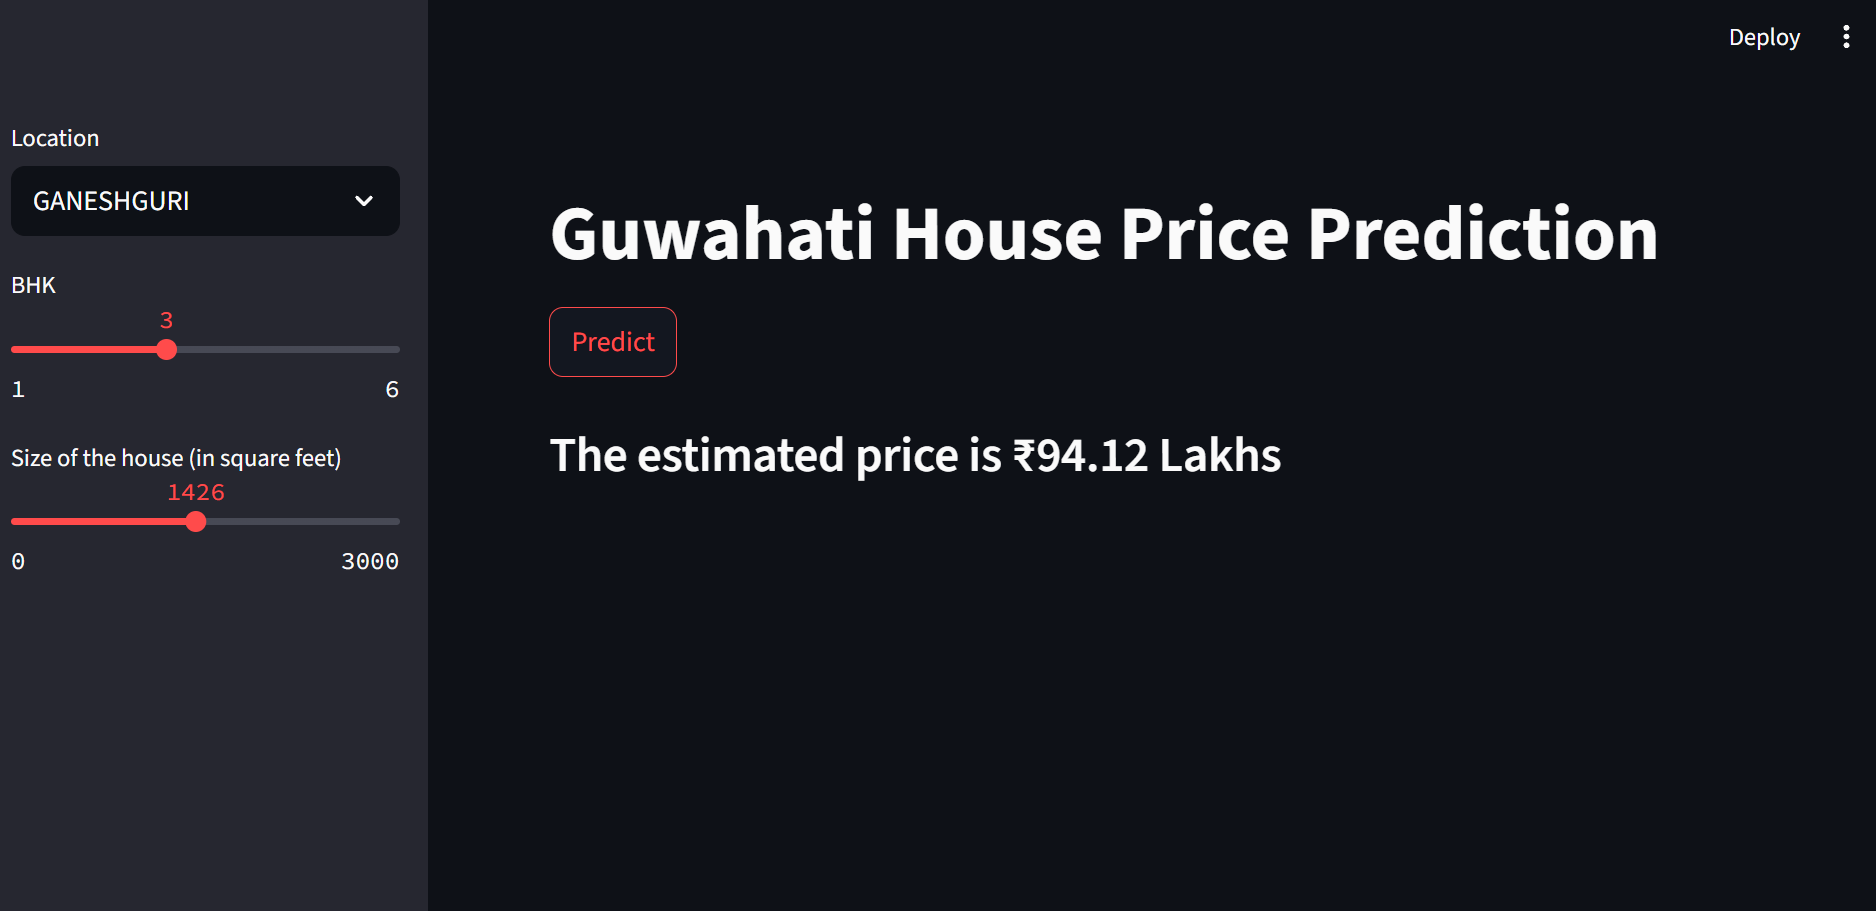 Deploy
Location
GANESHGURI
BHK
3
1 6
Size of the house (in square feet)
1426
0 3000
Guwahati House Price Prediction
Predict
The estimated price is ₹94.12 Lakhs